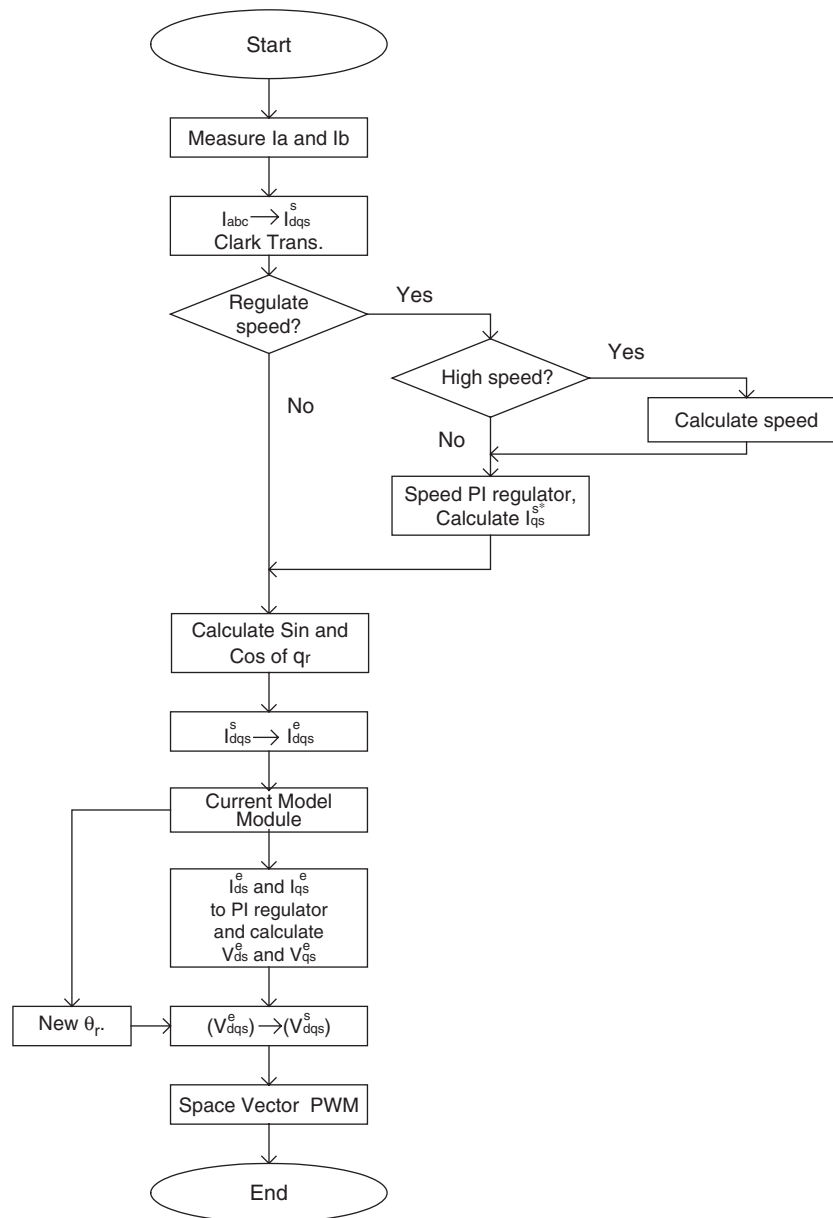 Start
Measure Ia and Ib
Iabc → I^s_dqs
Clark Trans.
Regulate
speed?
Yes
High speed?
Yes
No
No
Calculate speed
Speed PI regulator,
Calculate I^s*_qs
Calculate Sin and
Cos of qr
I^s_dqs → I^e_dqs
Current Model
Module
I^e_ds and I^e_qs
to PI regulator
and calculate
V^e_ds and V^e_qs
New θr.
(V^e_dqs) → (V^s_dqs)
Space Vector PWM
End